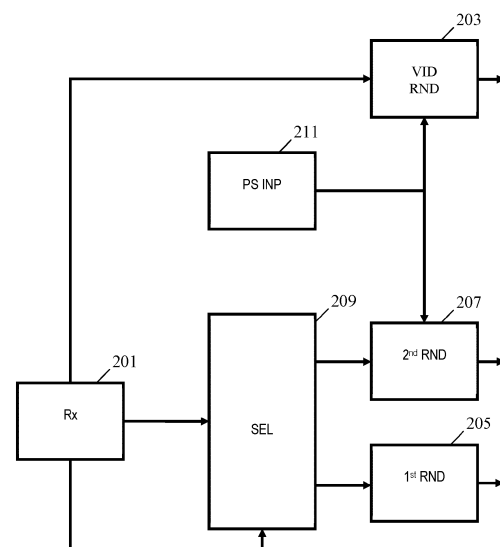 203
VID
RND
211
PS INP
209
207
2nd RND
201
Rx
SEL
205
1st RND